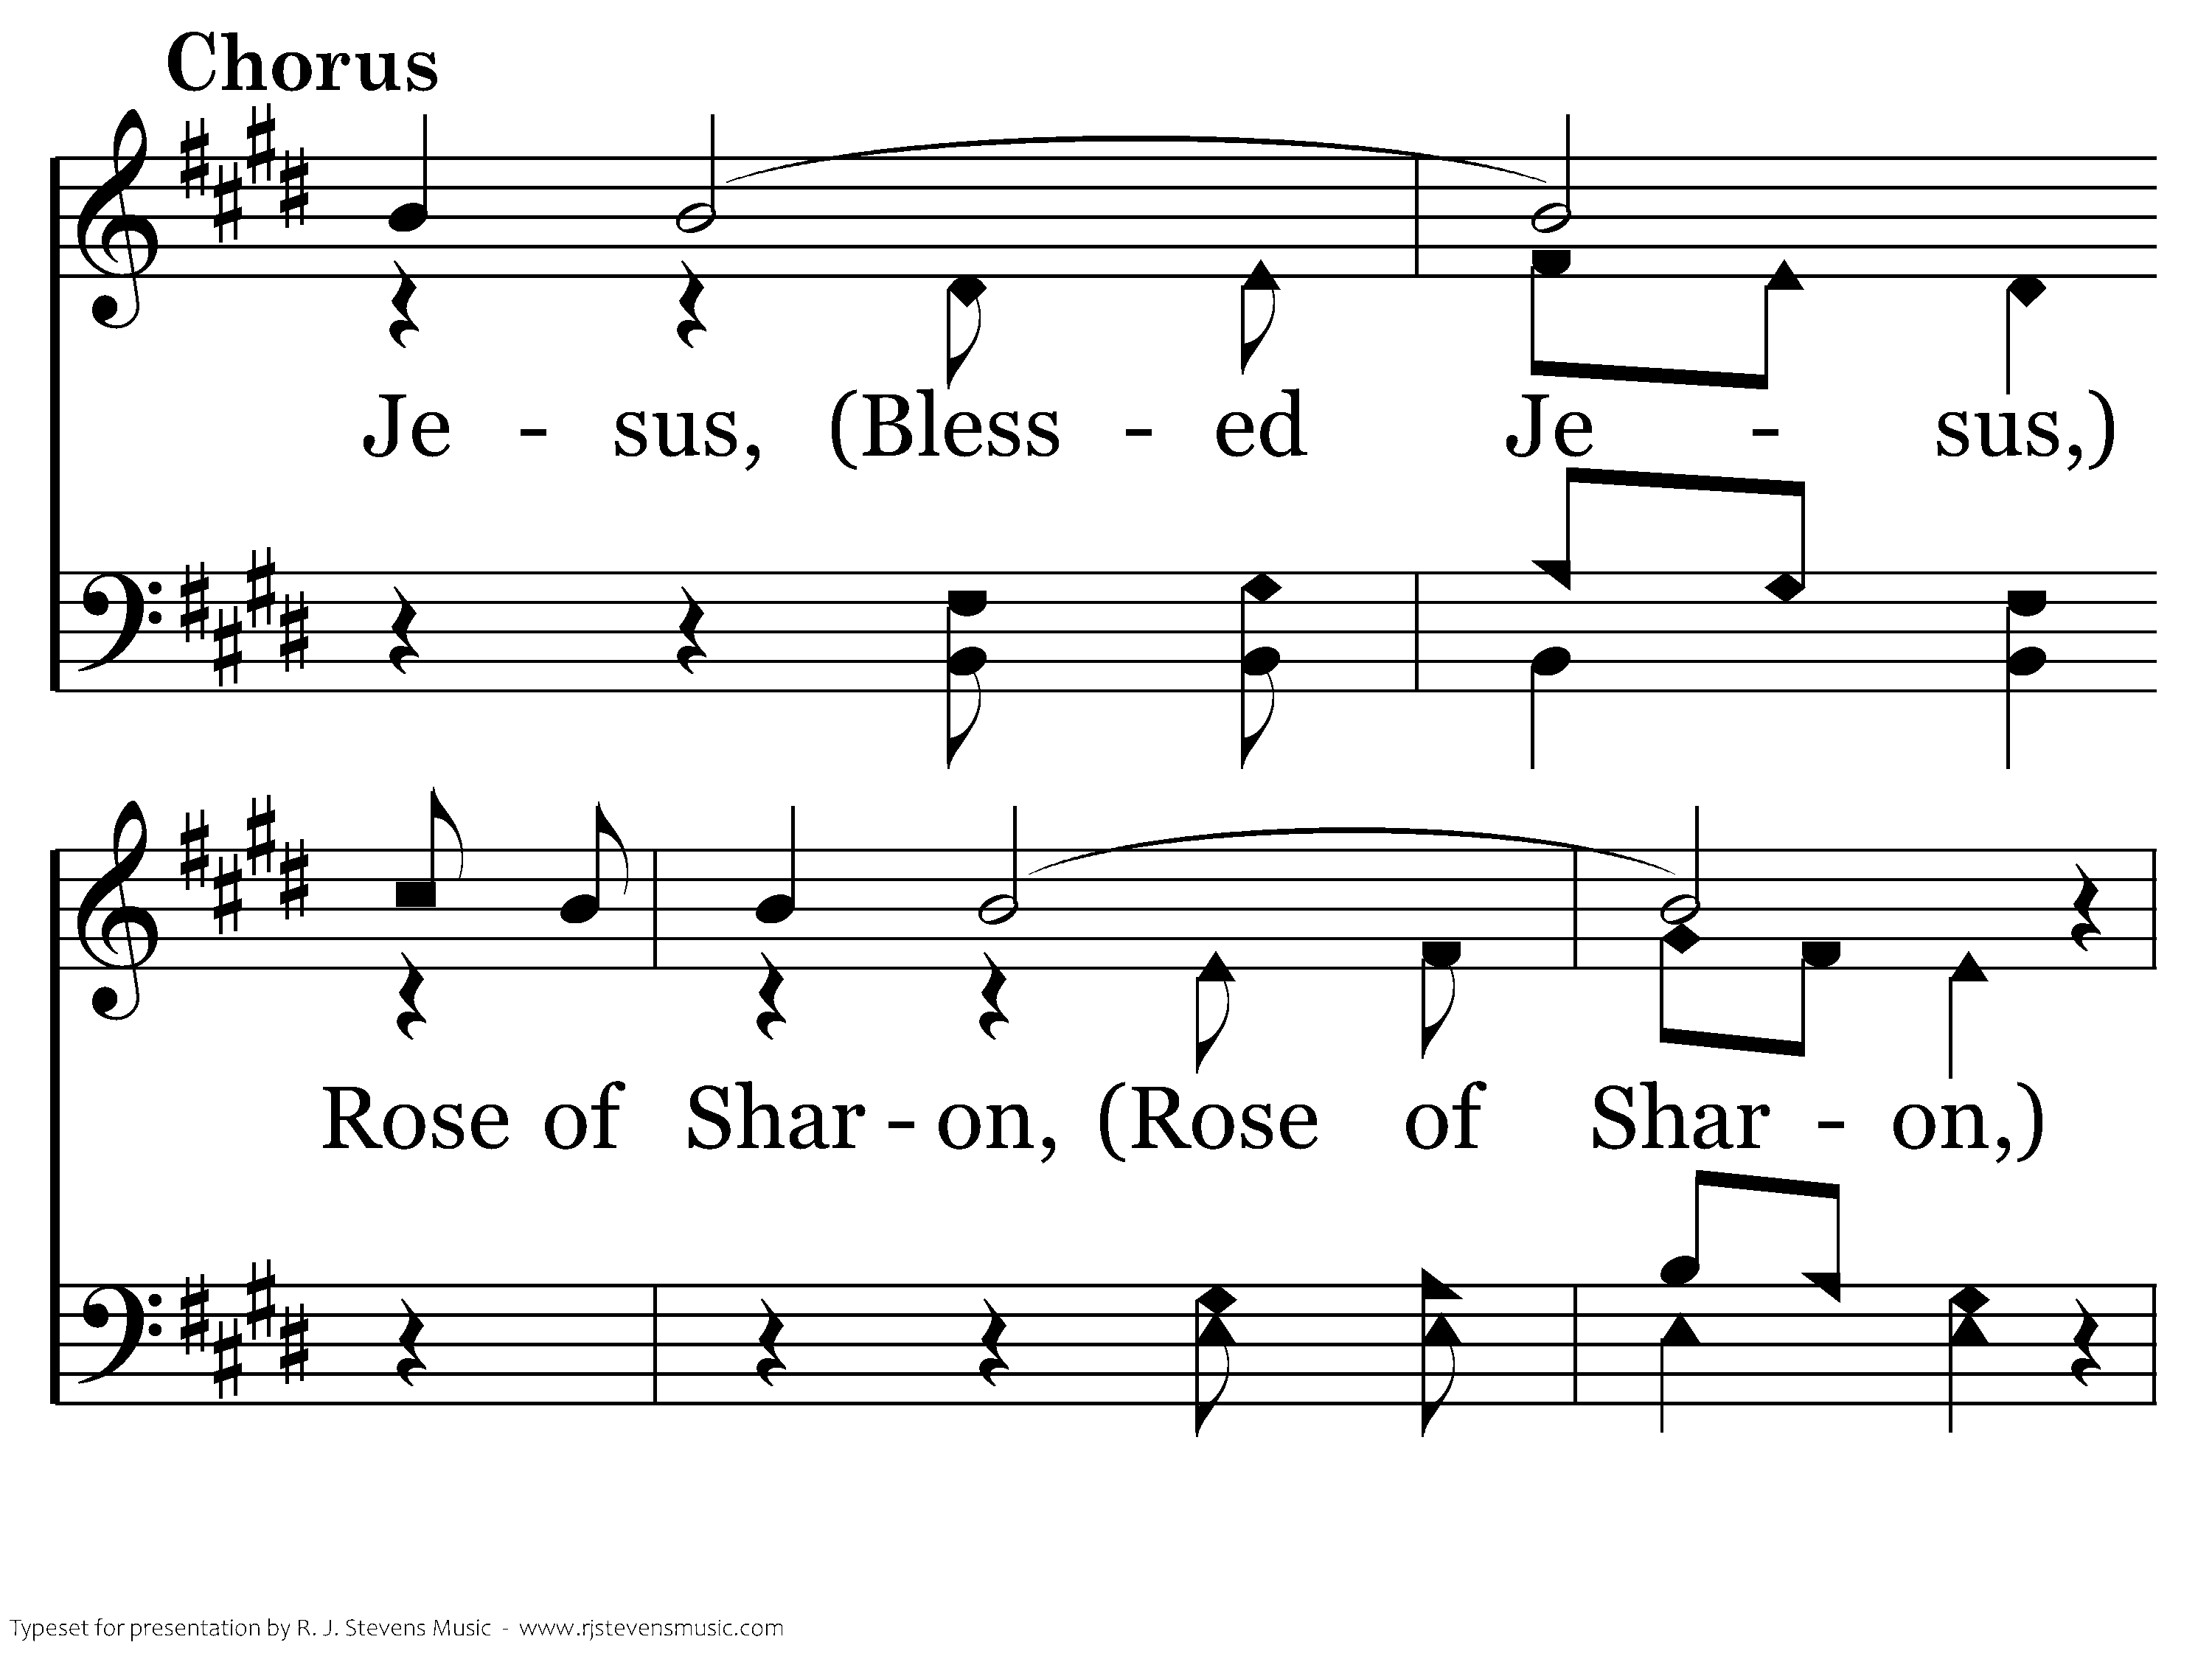 Chorus
Je - sus, (Bless - ed Je - sus,)
Rose of Shar - on, (Rose of Shar - on,)
Typeset for presentation by R. J. Stevens Music - www.rjstevensmusic.com